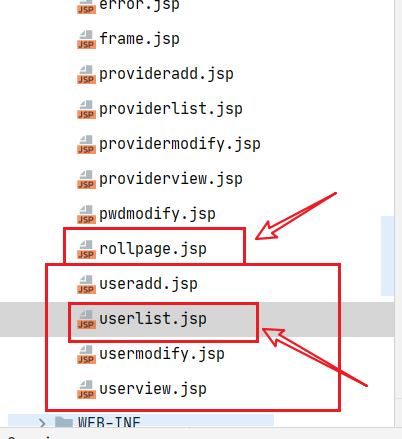 error.jsp
JSP frame.jsp
JSP provideradd.jsp
JSP providerlist.jsp
JSP providermodify.jsp
JSP providerview.jsp
JSP pwdmodify.jsp
JSP rollpage.jsp
JSP useradd.jsp
JSP userlist.jsp
JSP usermodify.jsp
JSP userview.jsp
WEB-INF